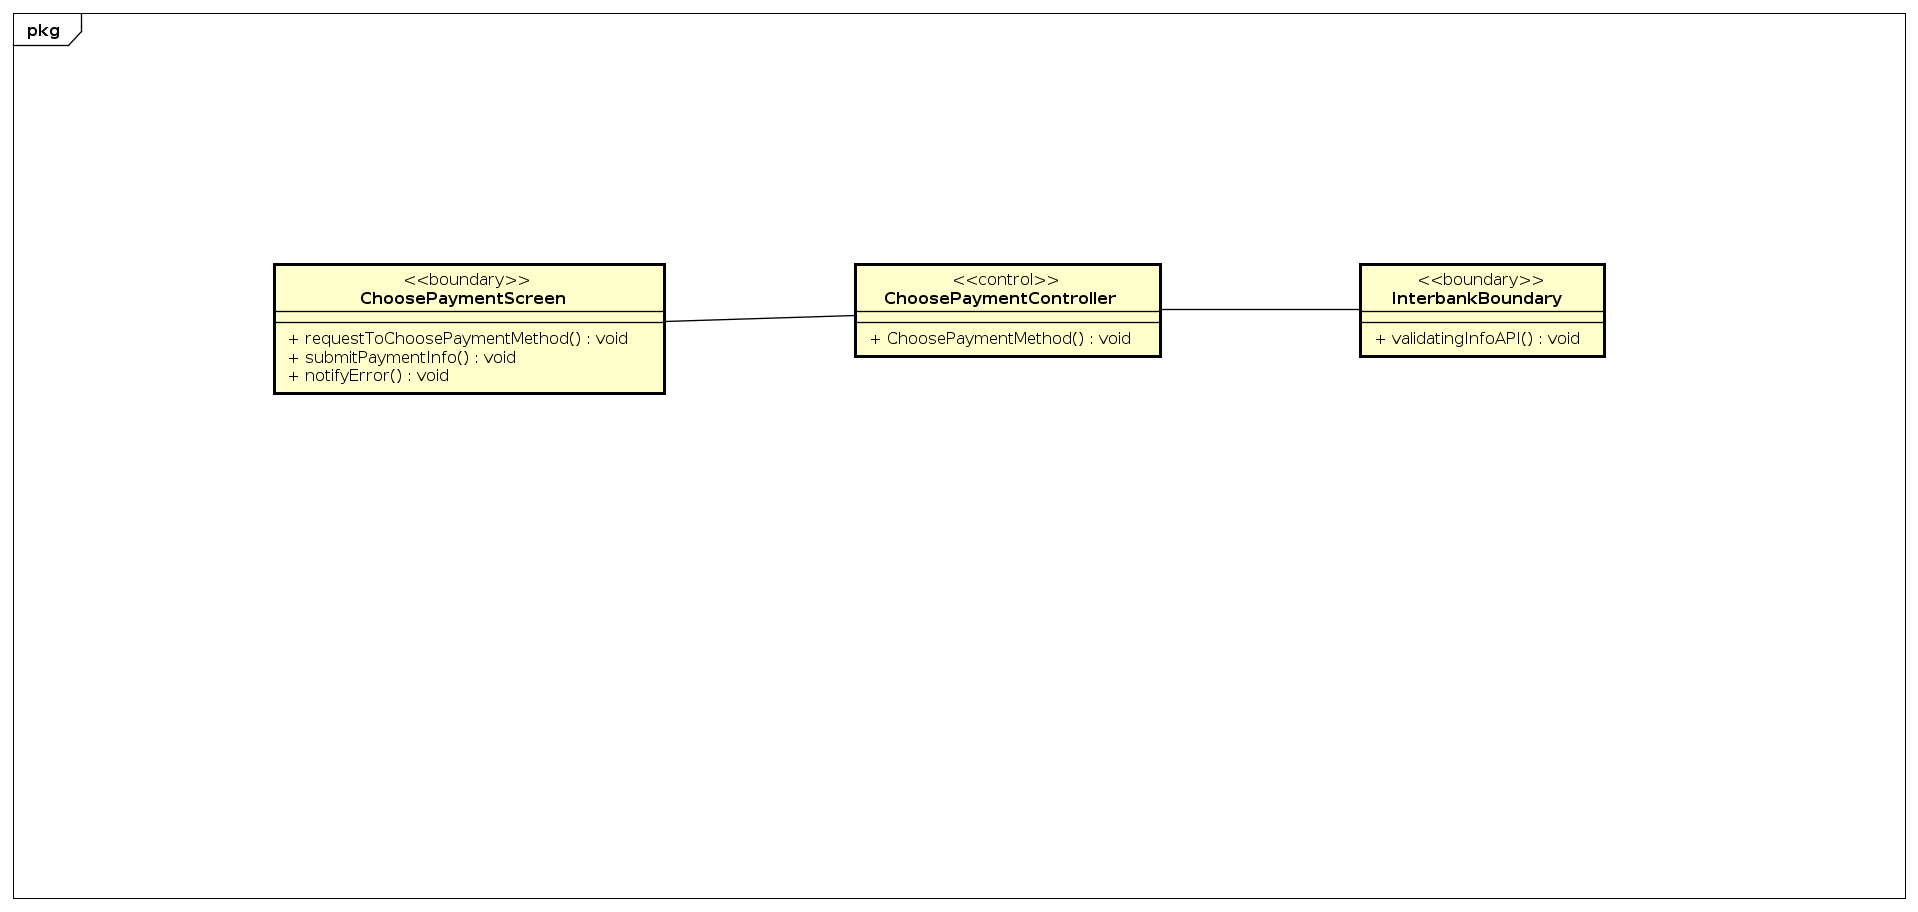 pkg
<<boundary>>
ChoosePaymentScreen
+ requestToChoosePaymentMethod() : void
+ submitPaymentInfo() : void
+ notifyError() : void
<<control>>
ChoosePaymentController
+ ChoosePaymentMethod() : void
<<boundary>>
InterbankBoundary
+ validatingInfoAPI() : void